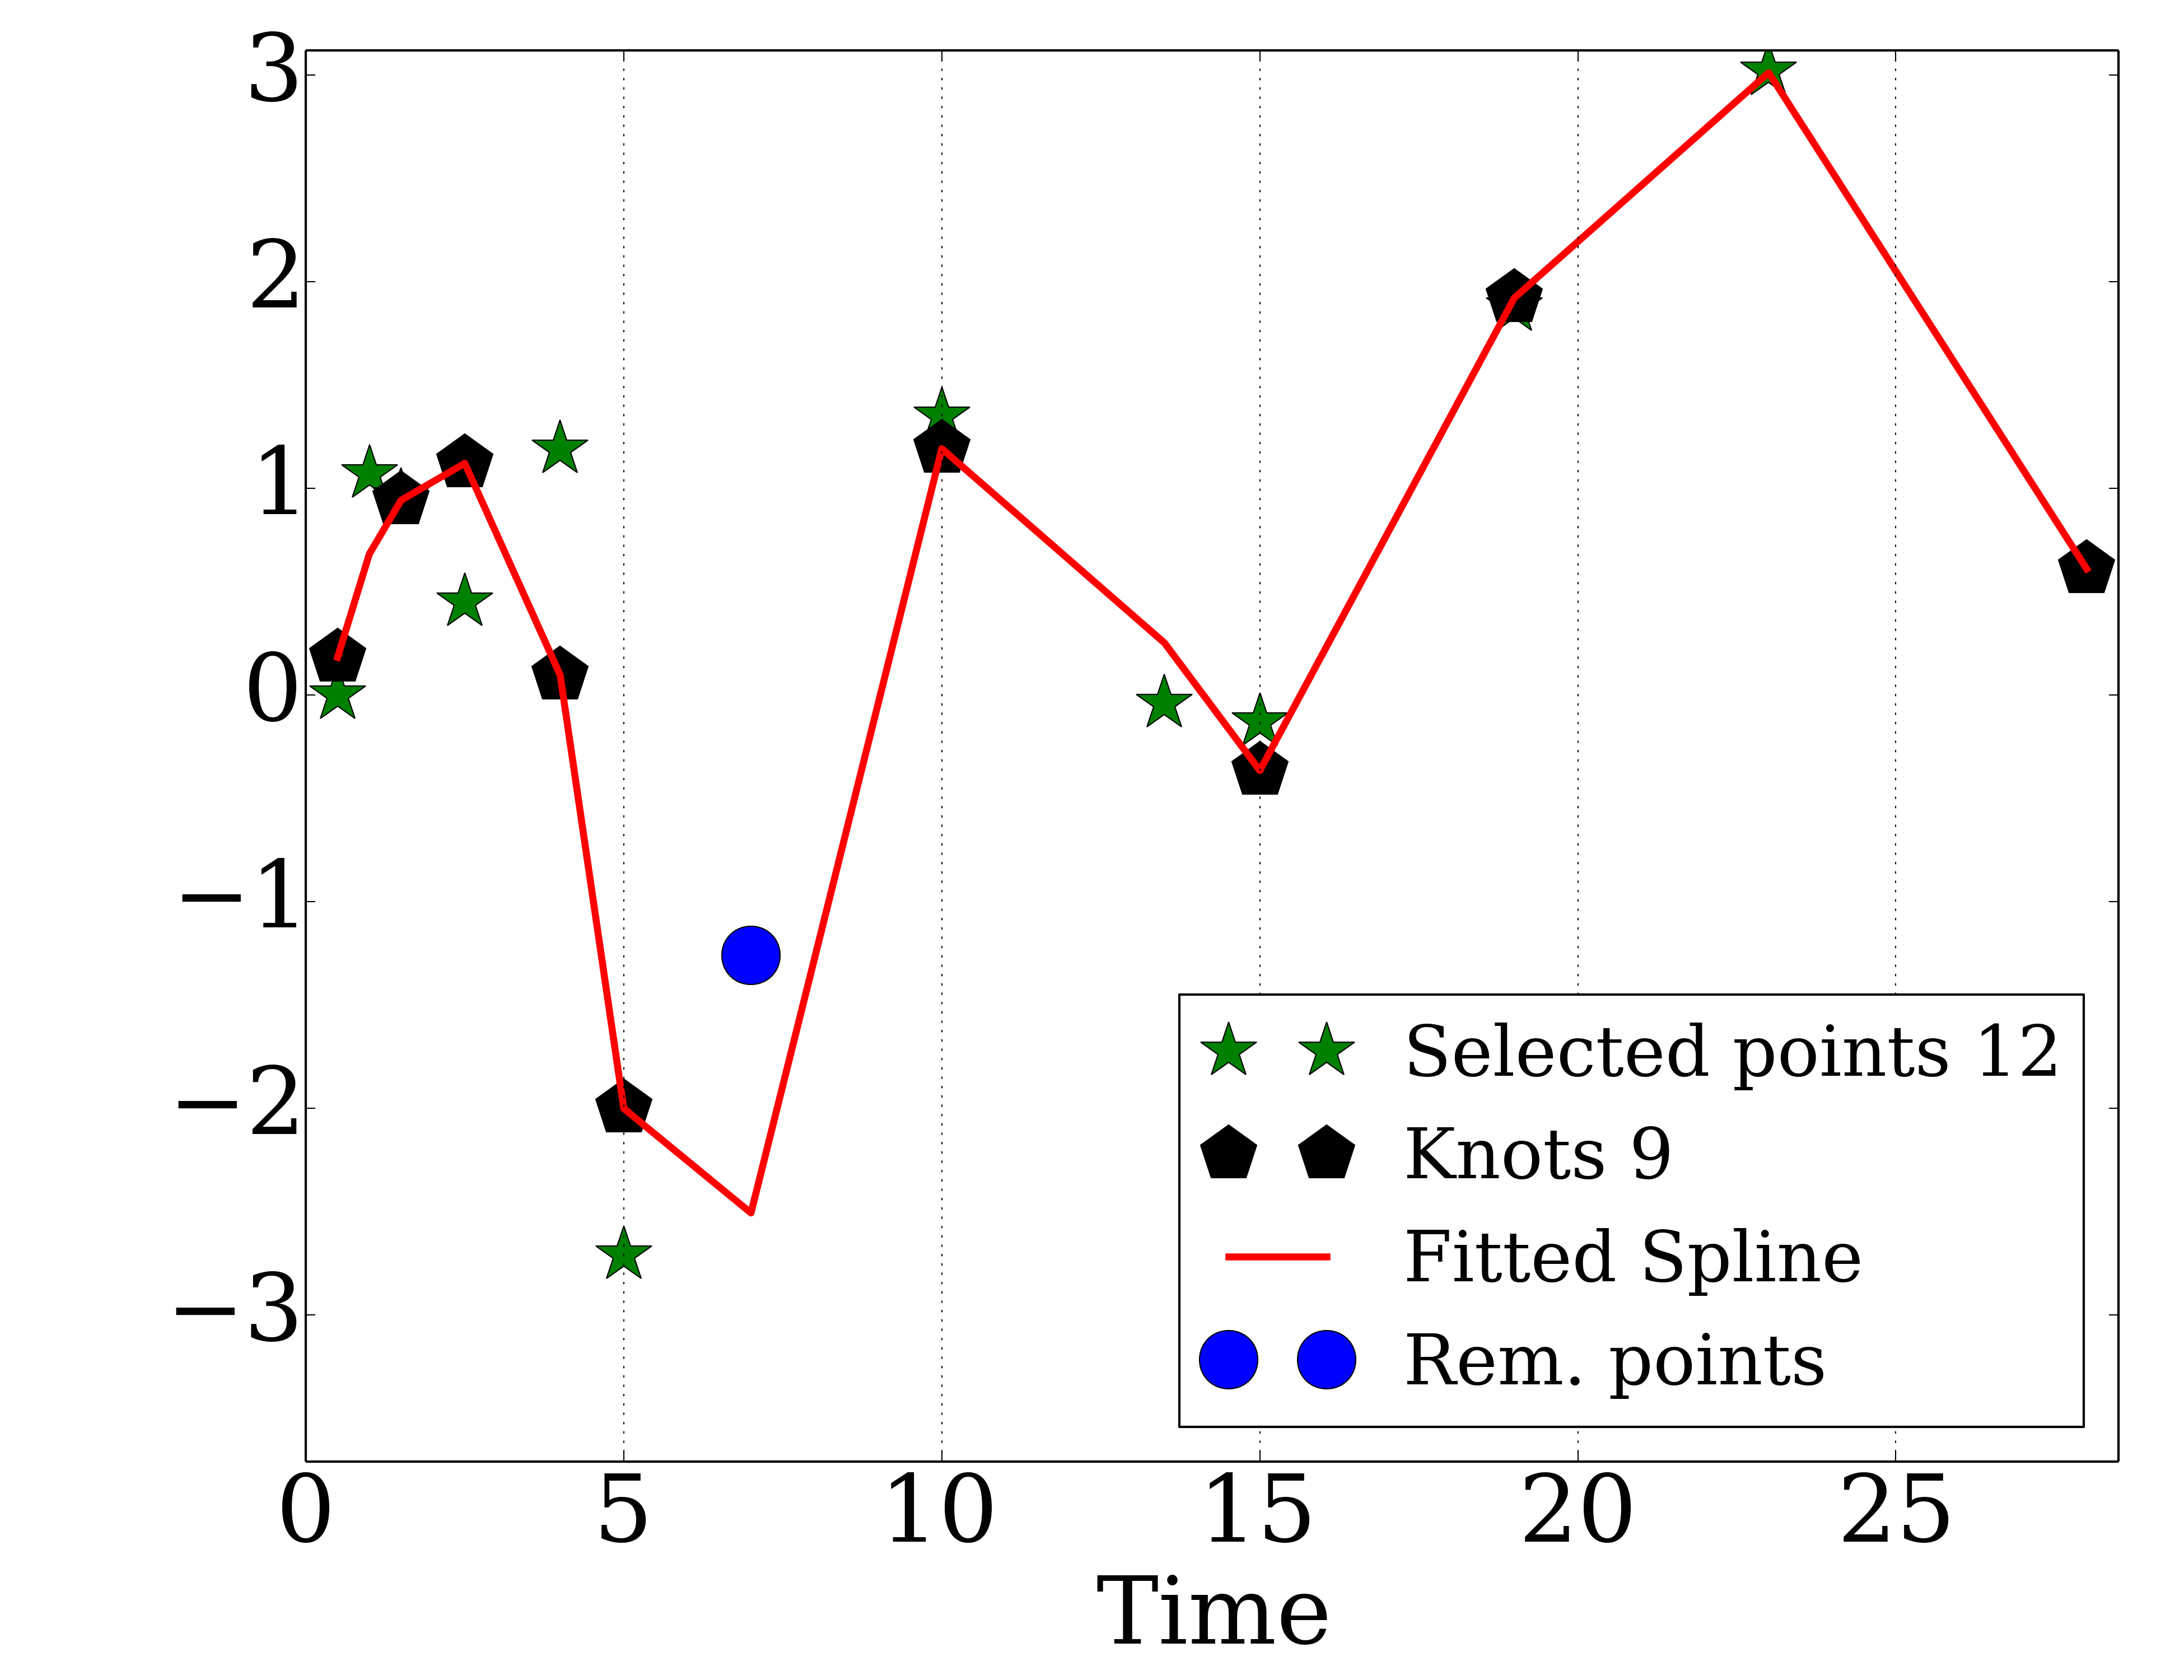 3
2
1
0
−1
−2
−3
0 5 10 15 20 25
Time
Selected points 12
Knots 9
Fitted Spline
Rem. points